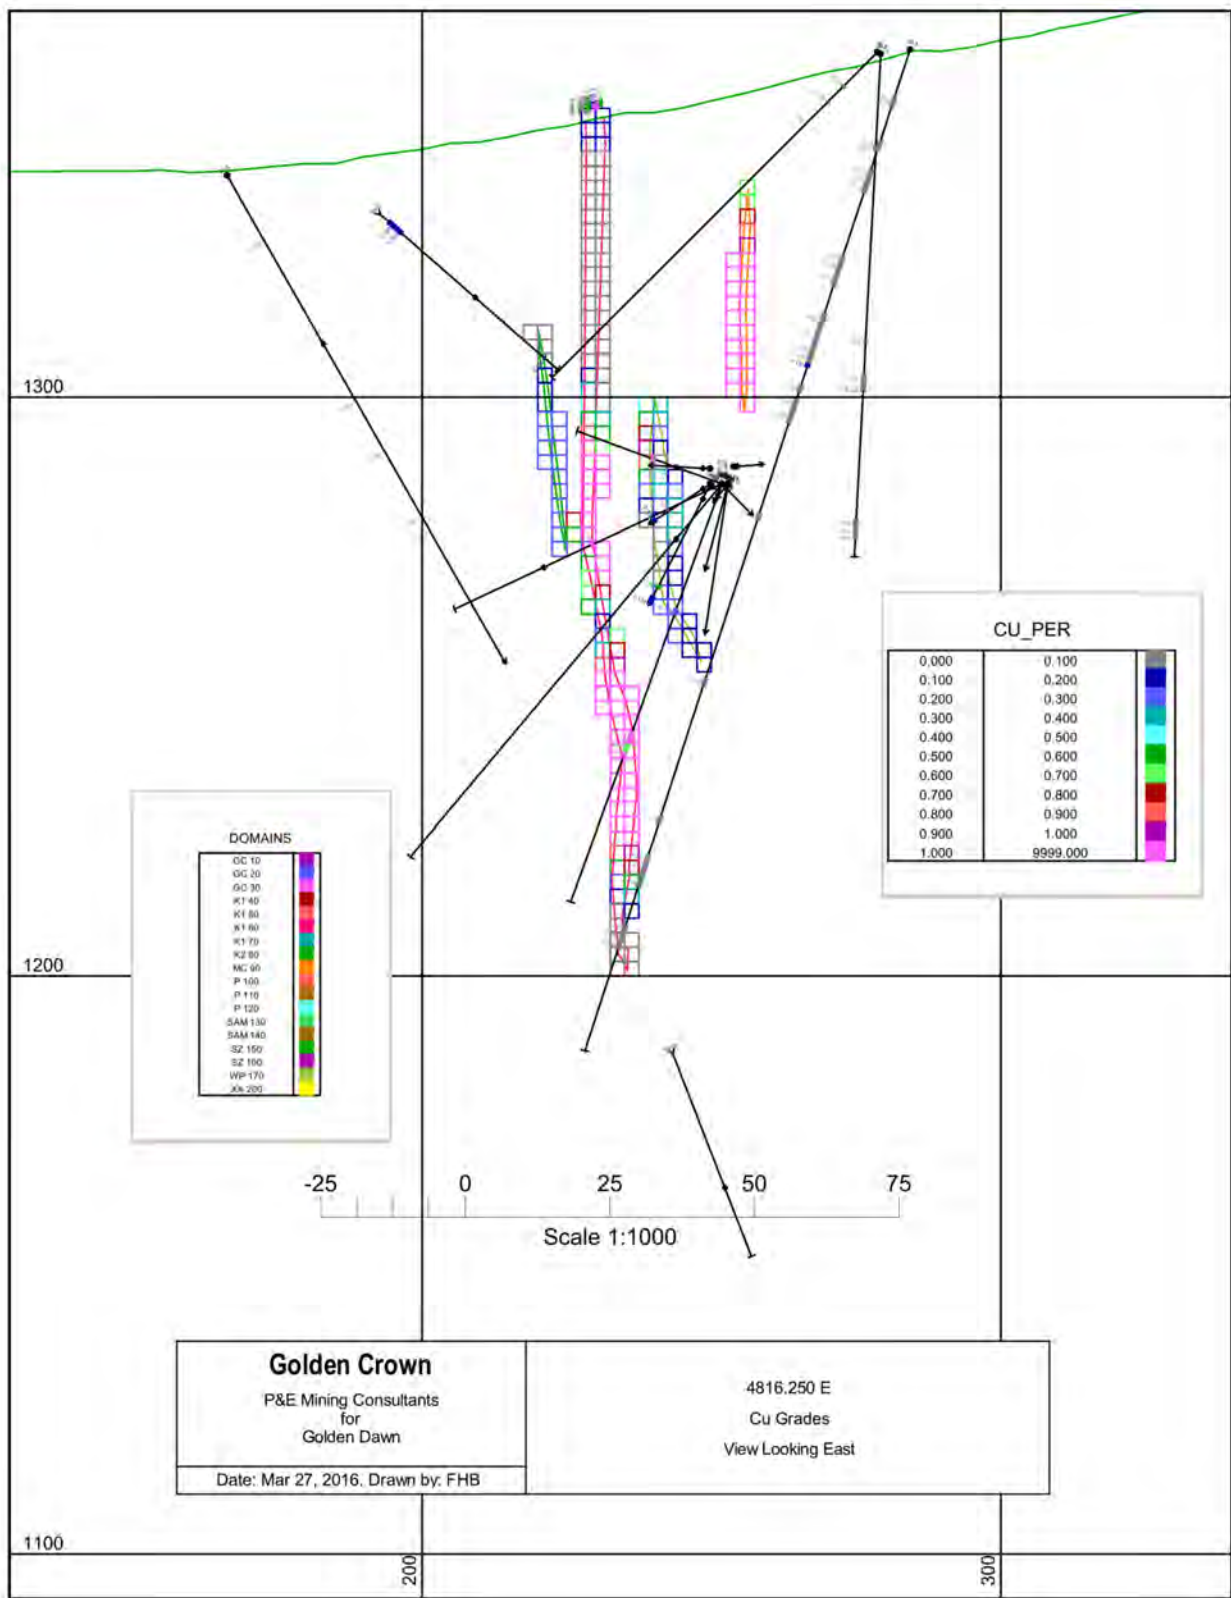 1300
CU_PER
0.000 0.100
0.100 0.200
0.200 0.300
0.300 0.400
0.400 0.500
0.500 0.600
0.600 0.700
0.700 0.800
0.800 0.900
0.900 1.000
1.000 9999.000
DOMAINS
GC 10
GC 20
GC 30
K1 40
K1 60
K1 70
K2 80
MC 90
P 100
P 110
P 120
SAM 130
SAM 140
SZ 150
SZ 160
WP 170
1200
-25 0 25 50 75
Scale 1:1000
Golden Crown
P&E Mining Consultants
for
Golden Dawn
Date: Mar 27, 2016. Drawn by: FHB
4816.250 E
Cu Grades
View Looking East
1100
200
300